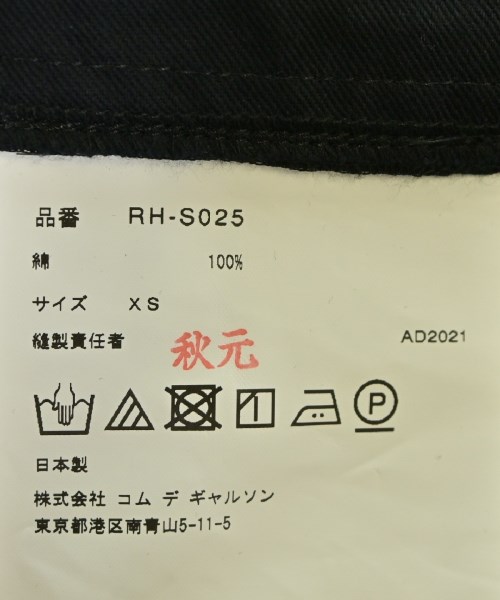 品番 RH-S025
綿 100%
サイズ XS
縫製責任者 秋元 AD2021
P
日本製
株式会社 コム デ ギャルソン
東京都港区南青山5-11-5